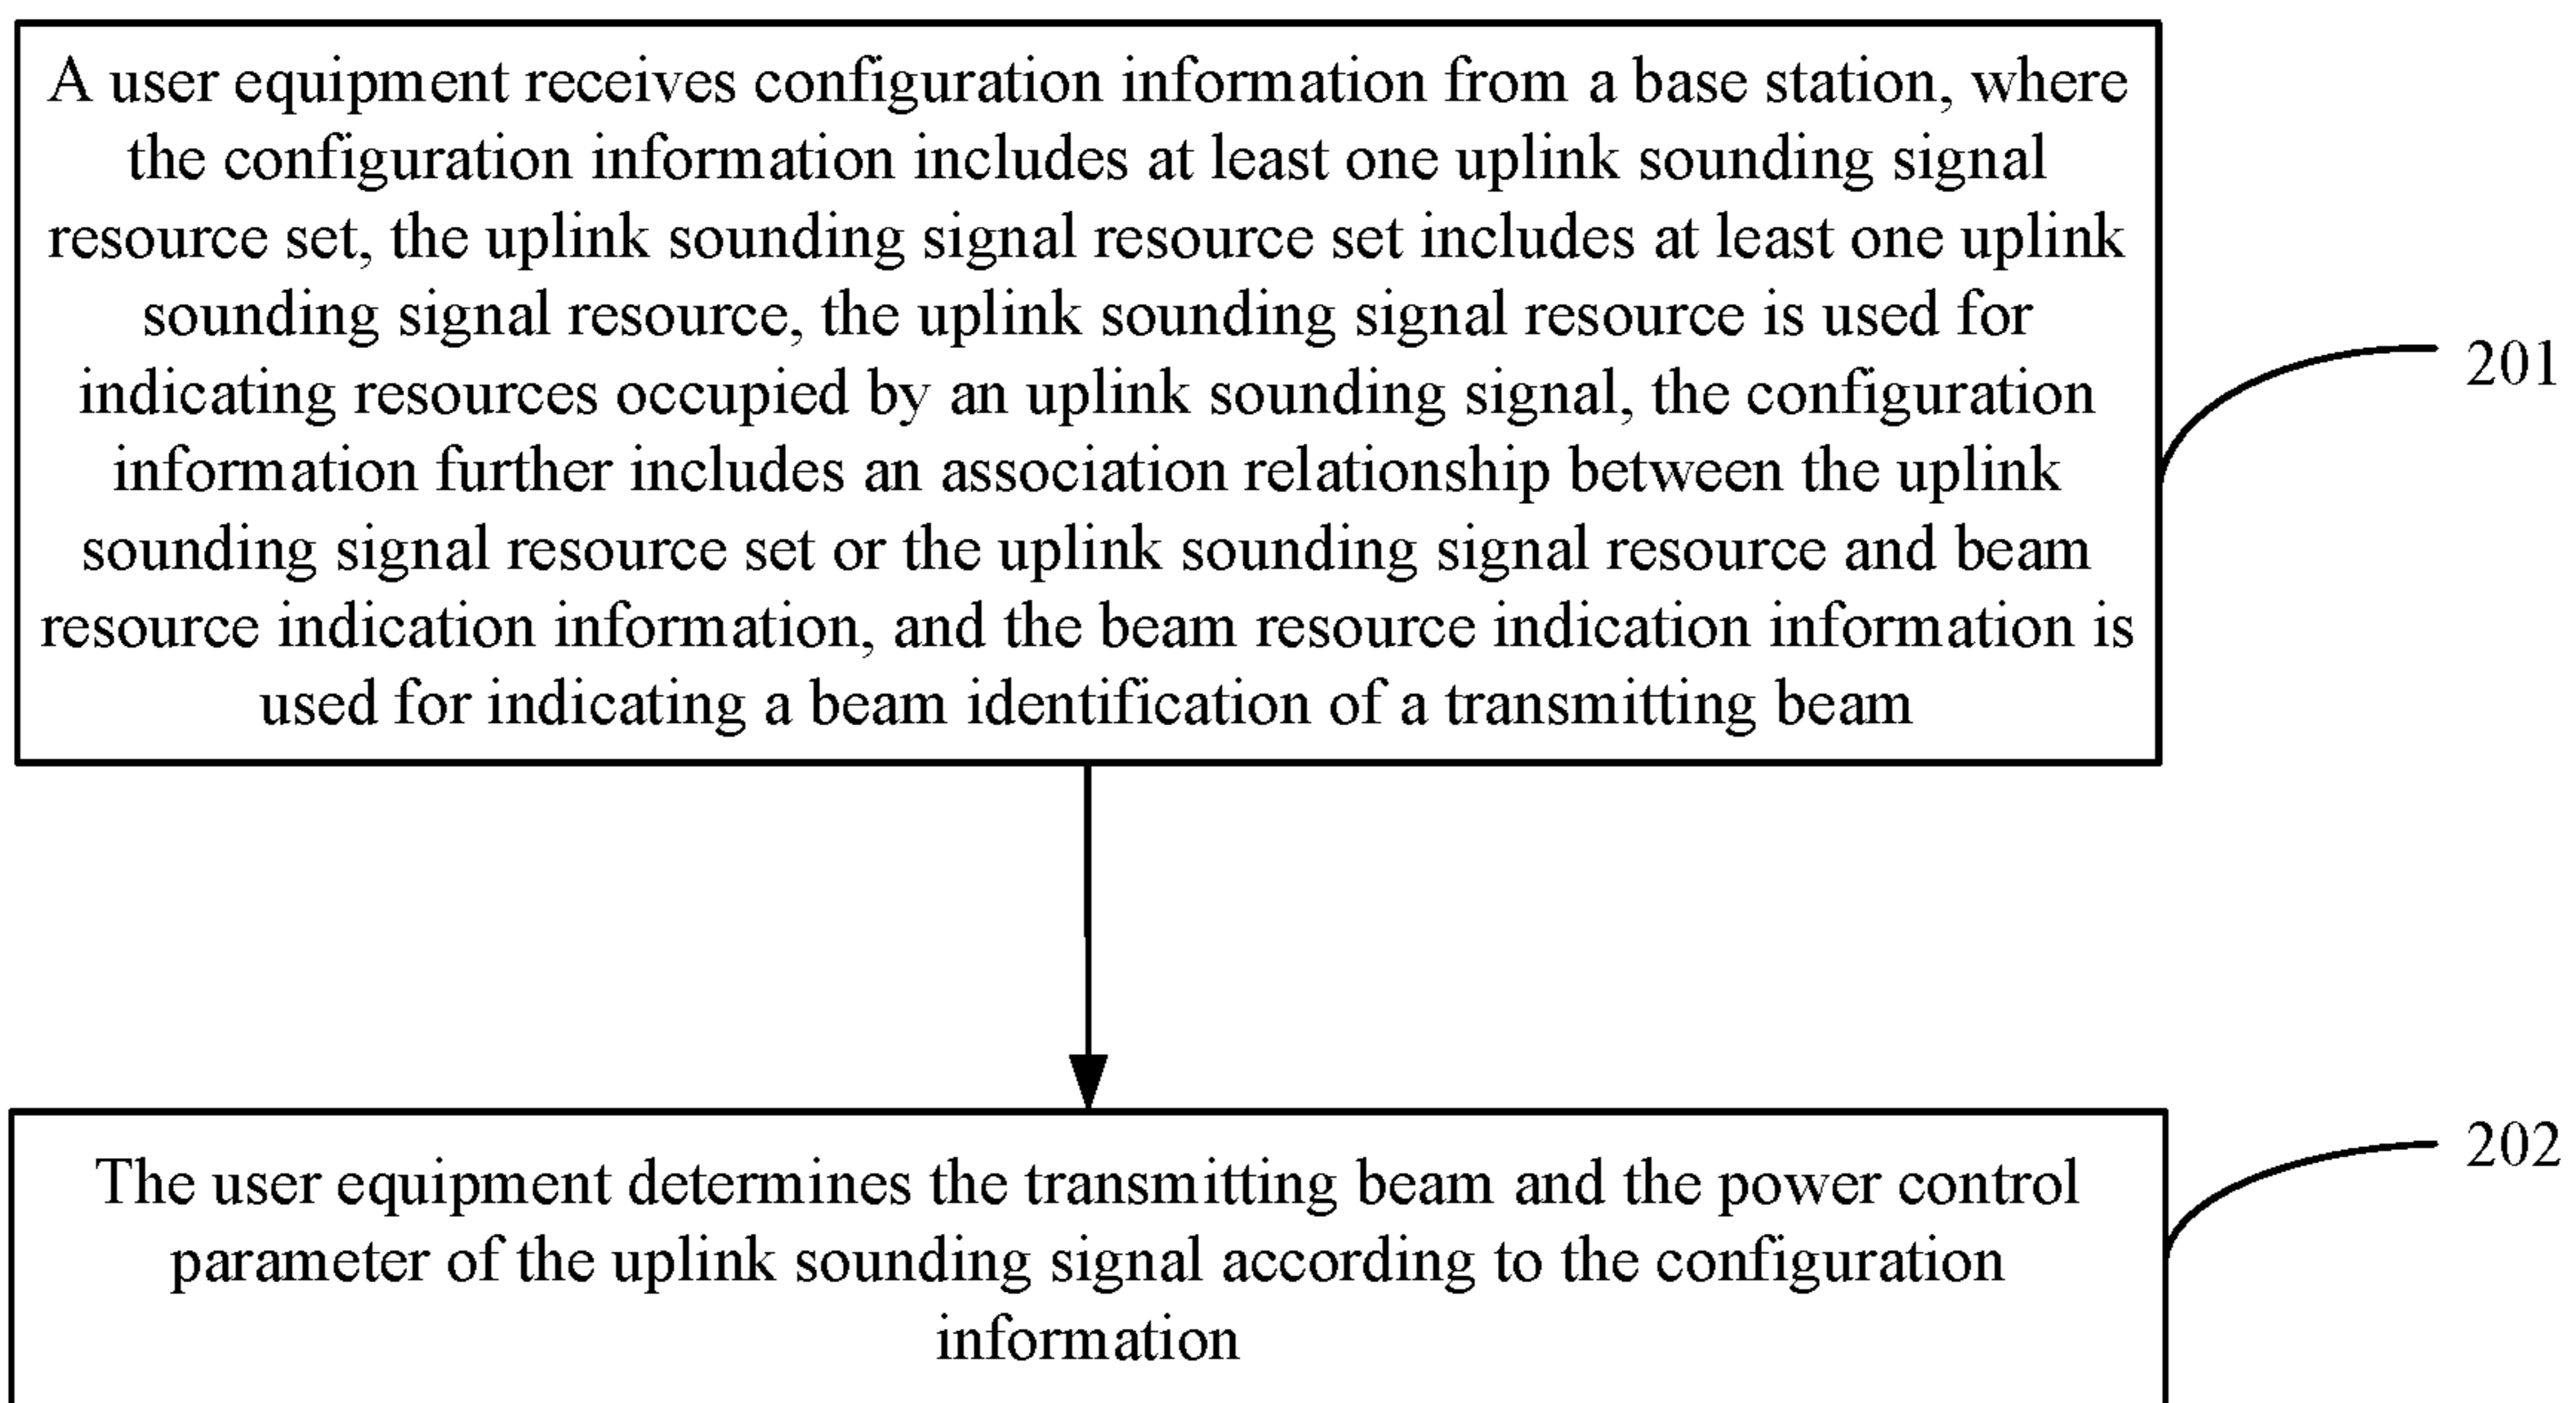 A user equipment receives configuration information from a base station, where
the configuration information includes at least one uplink sounding signal
resource set, the uplink sounding signal resource set includes at least one uplink
sounding signal resource, the uplink sounding signal resource is used for
indicating resources occupied by an uplink sounding signal, the configuration
information further includes an association relationship between the uplink
sounding signal resource set or the uplink sounding signal resource and beam
resource indication information, and the beam resource indication information is
used for indicating a beam identification of a transmitting beam
201
The user equipment determines the transmitting beam and the power control
parameter of the uplink sounding signal according to the configuration
information
202